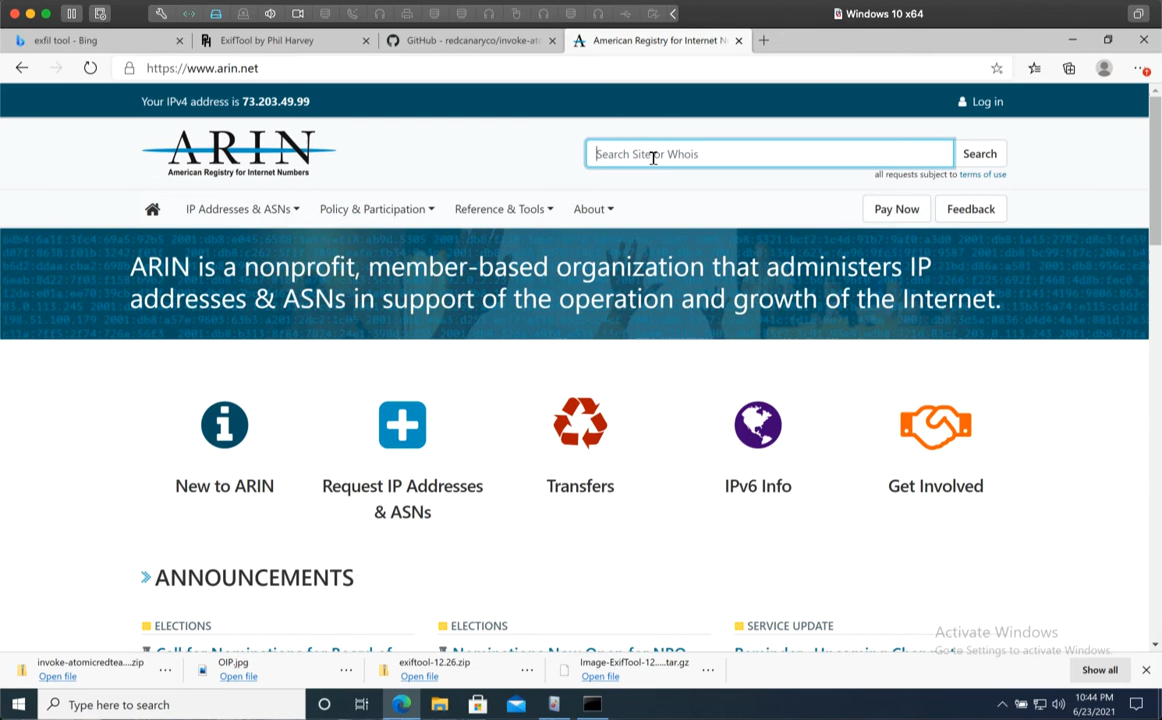 Windows 10 x64
exfil tool - Bing
ExifTool by Phil Harvey
GitHub - redcanaryco/invoke-ato
American Registry for Internet N
https://www.arin.net
Your IPv4 address is 73.203.49.99
Log in
ARIN
American Registry for Internet Numbers
Search Site or Whois
Search
all requests subject to terms of use
IP Addresses & ASNs
Policy & Participation
Reference & Tools
About
Pay Now
Feedback
ARIN is a nonprofit, member-based organization that administers IP
addresses & ASNs in support of the operation and growth of the Internet.
New to ARIN
Request IP Addresses
& ASNs
Transfers
IPv6 Info
Get Involved
ANNOUNCEMENTS
ELECTIONS
ELECTIONS
SERVICE UPDATE
Activate Windows
Go to Settings to activate Windows.
invoke-atomicredtea....zip
Open file
OIP.jpg
Open file
exiftool-12.26.zip
Open file
Image-ExifTool-12.....tar.gz
Open file
Show all
Type here to search
10:44 PM
6/23/2021